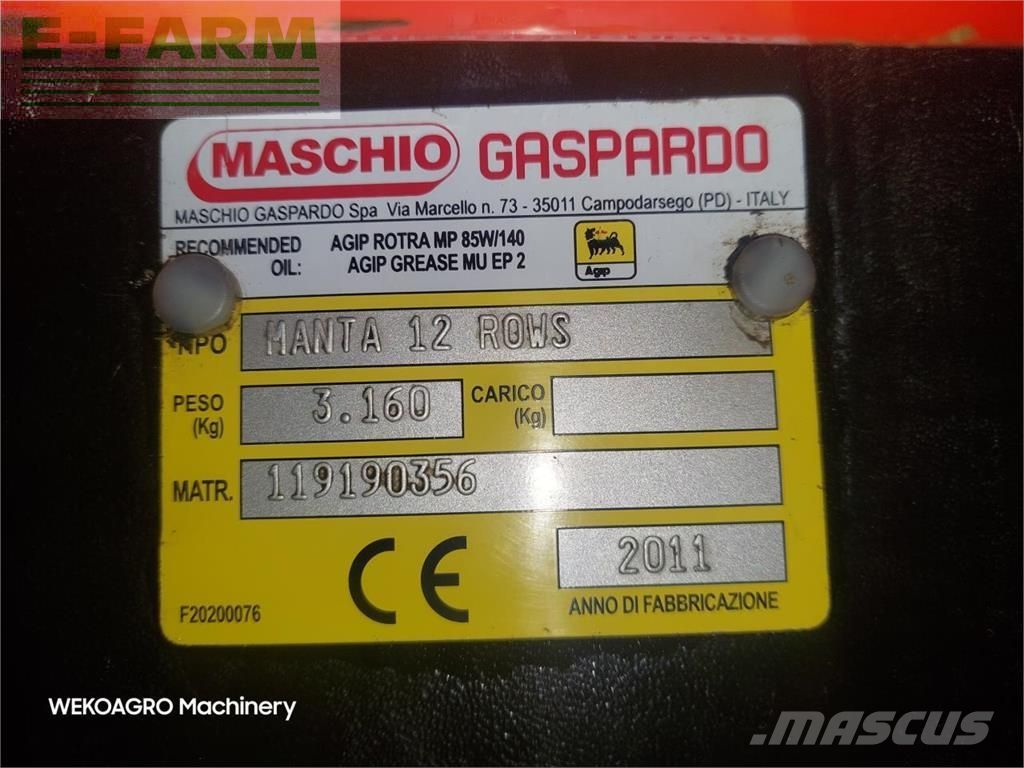 E-FARM
MASCHIO GASPARDO
MASCHIO GASPARDO Spa Via Marcello n. 73 - 35011 Campodarsego (PD) - ITALY
RECOMMENDED OIL: AGIP ROTRA MP 85W/140
AGIP GREASE MU EP 2
Agip
TIPO MANTA 12 ROWS
PESO (Kg) 3.160 CARICO (Kg)
MATR. 119190356
CE 2011
F20200076 ANNO DI FABBRICAZIONE
WEKOAGRO Machinery
MASCUS